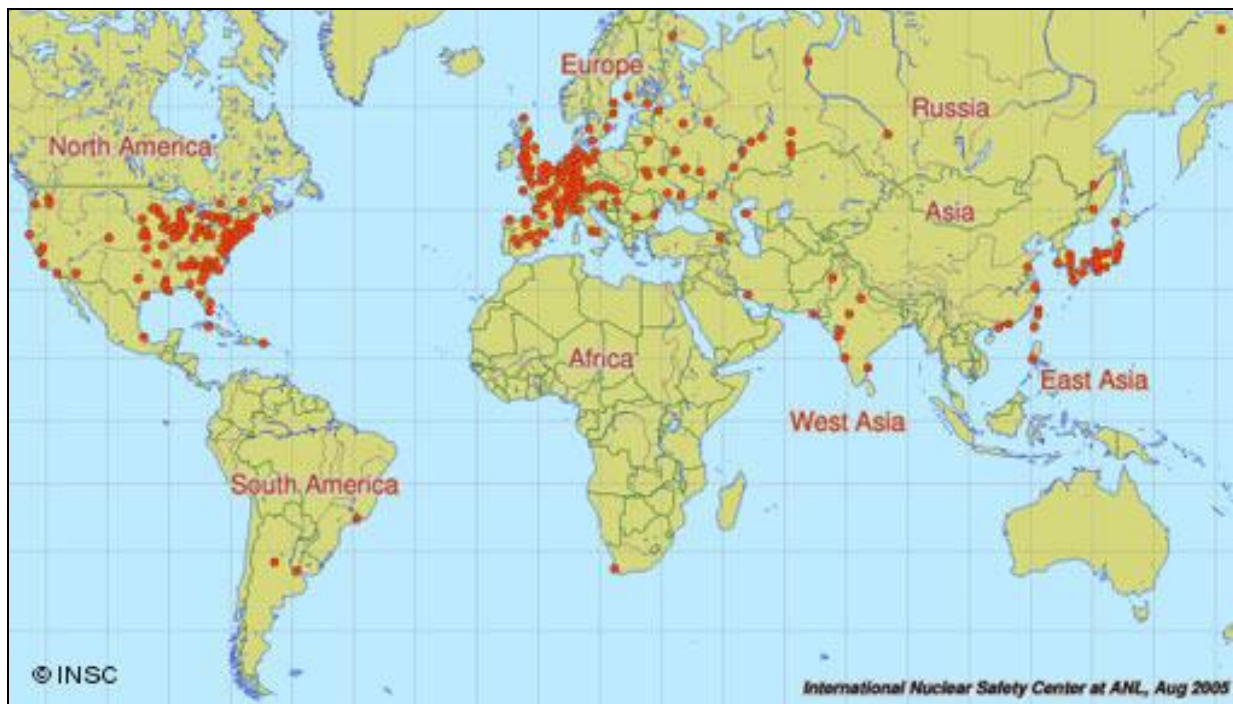 Europe
Russia
North America
Asia
Africa
East Asia
West Asia
South America
© INSC
International Nuclear Safety Center at ANL, Aug 2005